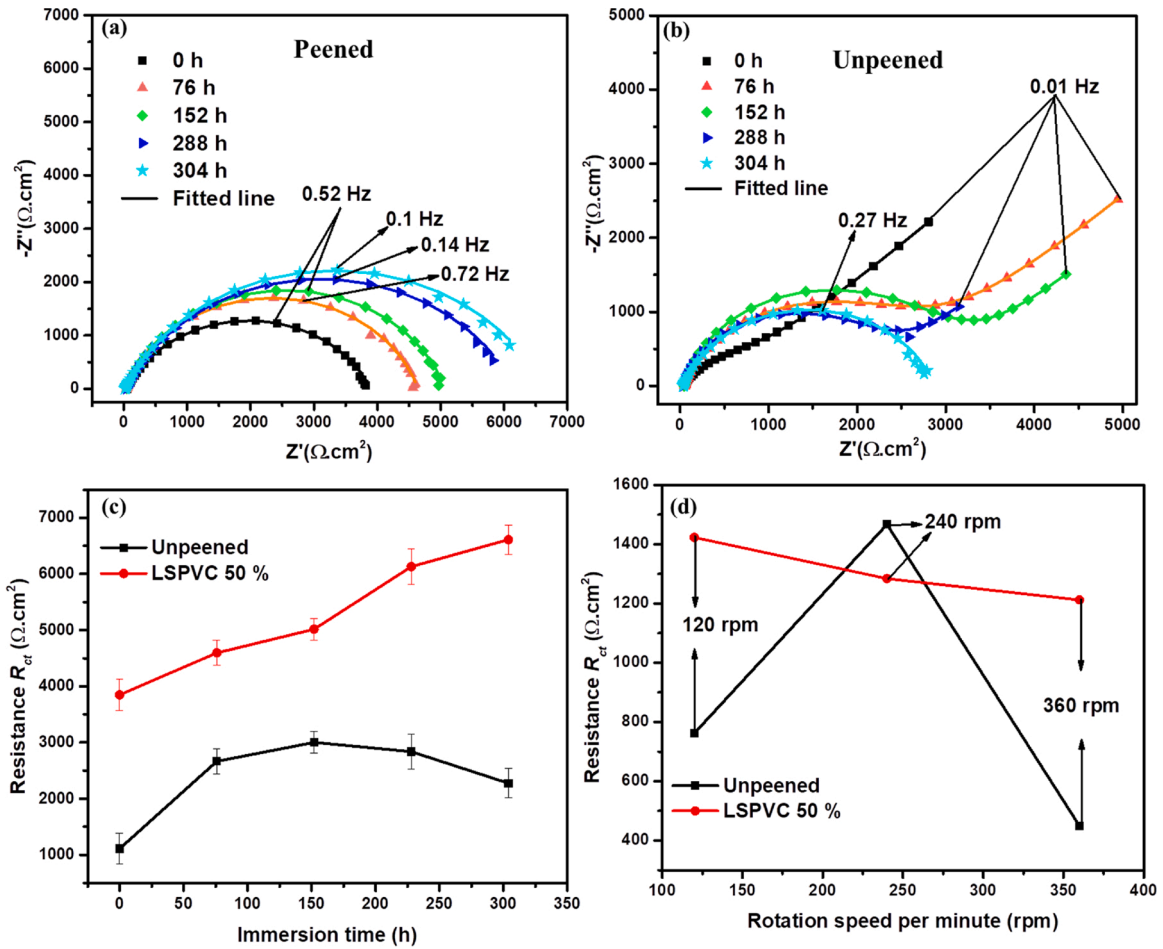 (a)
Peened
0 h
76 h
152 h
288 h
304 h
Fitted line
0.52 Hz
0.1 Hz
0.14 Hz
0.72 Hz
7000
6000
5000
4000
3000
2000
1000
0
-Z''(Ω.cm²)
0 1000 2000 3000 4000 5000 6000 7000
Z'(Ω.cm²)
(b)
Unpeened
0 h
76 h
152 h
288 h
304 h
Fitted line
0.01 Hz
0.27 Hz
5000
4000
3000
2000
1000
0
-Z''(Ω.cm²)
0 1000 2000 3000 4000 5000
Z'(Ω.cm²)
(c)
Unpeened
LSPVC 50 %
7000
6000
5000
4000
3000
2000
1000
Resistance Rct (Ω.cm²)
0 50 100 150 200 250 300 350
Immersion time (h)
(d)
240 rpm
120 rpm
360 rpm
Unpeened
LSPVC 50 %
1600
1400
1200
1000
800
600
400
Resistance Rct (Ω.cm²)
100 150 200 250 300 350 400
Rotation speed per minute (rpm)